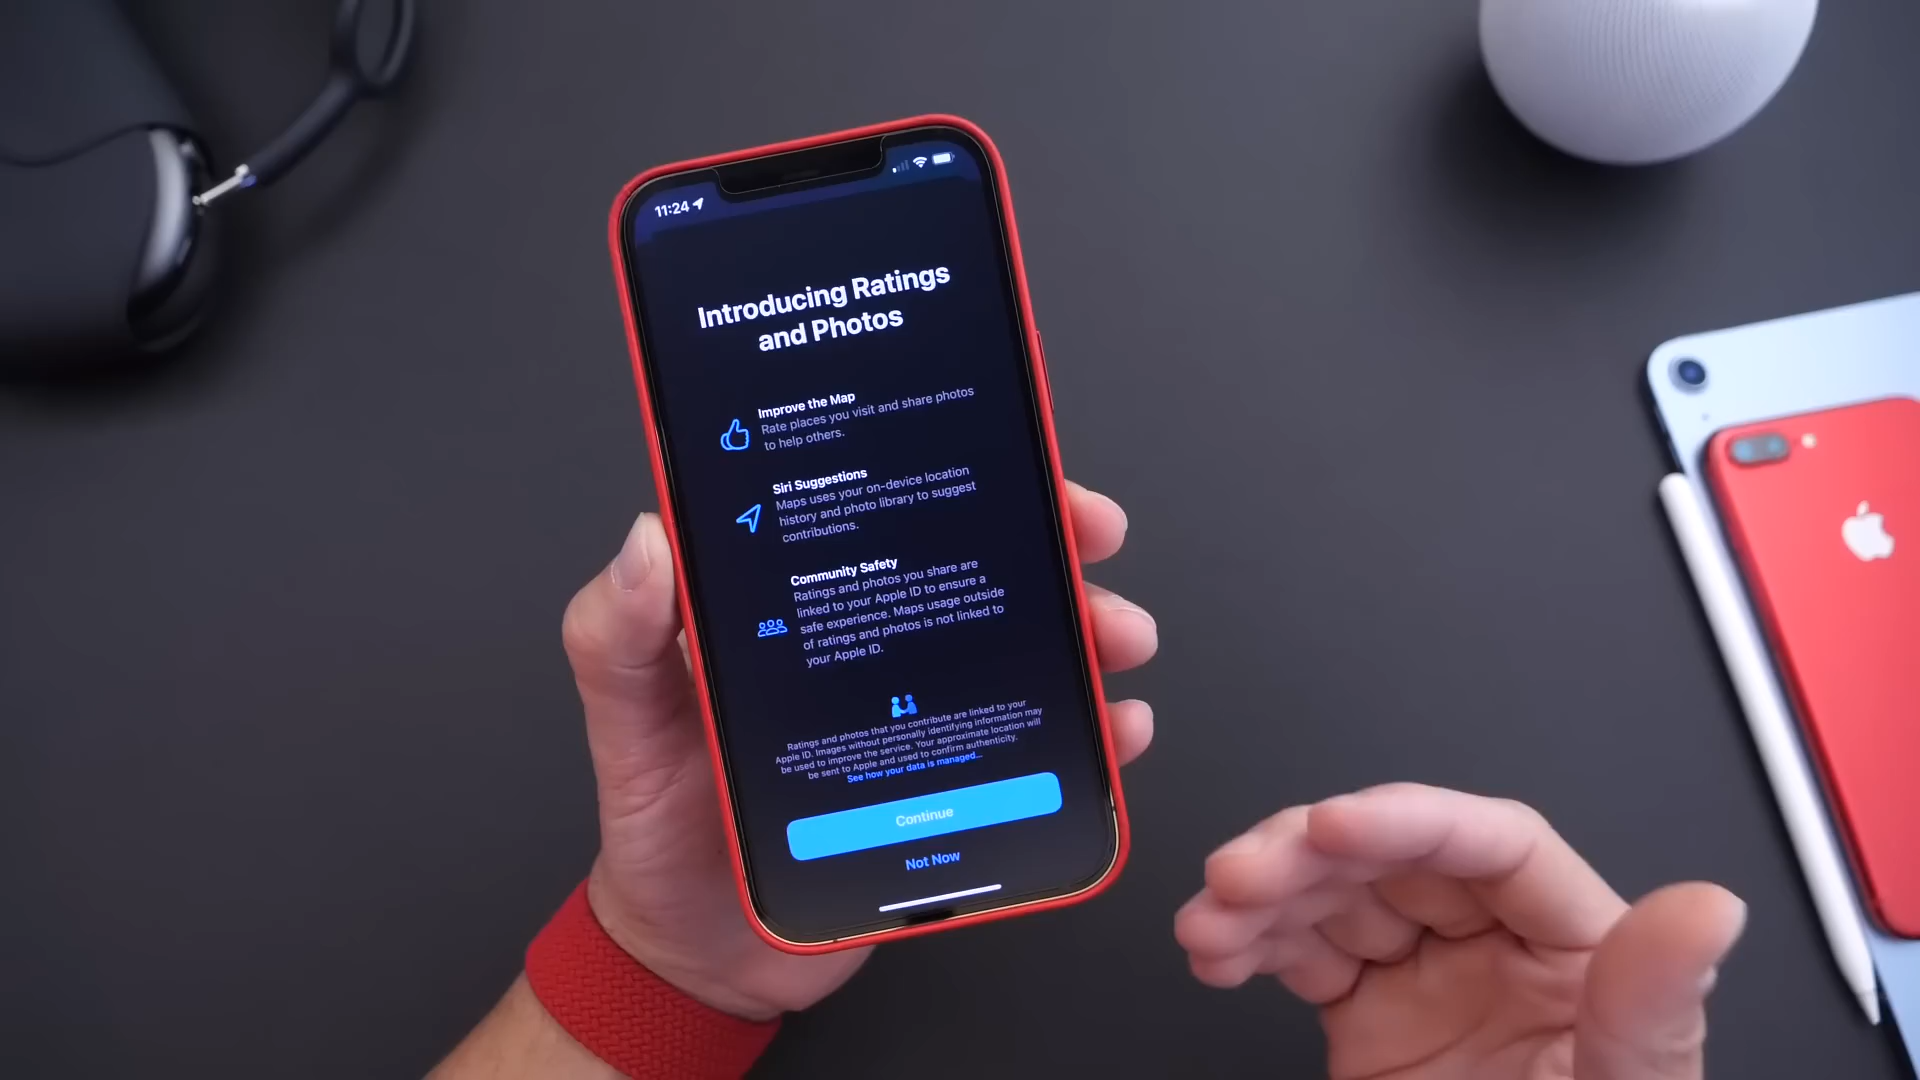 11:24
Introducing Ratings
and Photos
Improve the Map
Rate places you visit and share photos
to help others.
Siri Suggestions
Maps uses your on-device location
history and photo library to suggest
contributions.
Community Safety
Ratings and photos you share are
linked to your Apple ID to ensure a
safe experience. Maps usage outside
of ratings and photos is not linked to
your Apple ID.
Ratings and photos that you contribute are linked to your
Apple ID. Images without personally identifying information may
be used to improve the service. Your approximate location will
be sent to Apple and used to confirm authenticity.
See how your data is managed...
Continue
Not Now